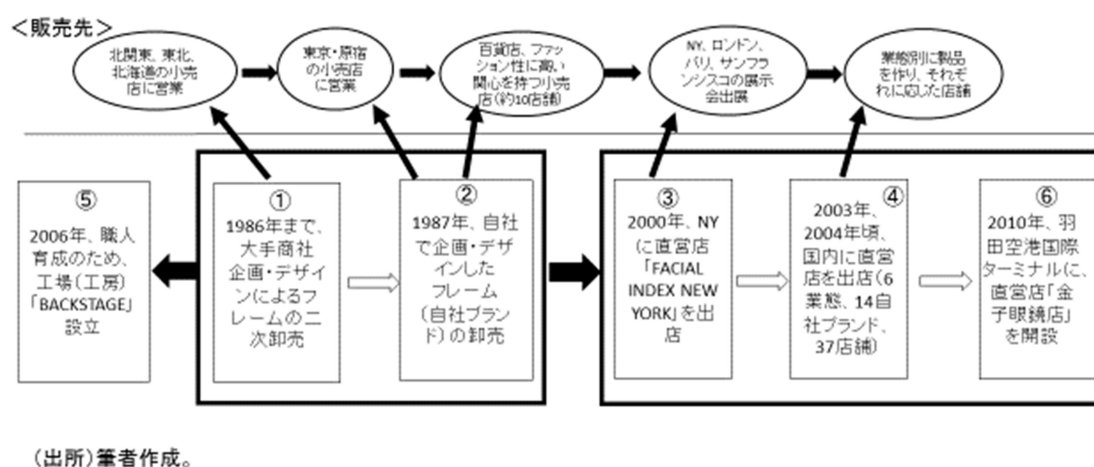 ＜販売先＞
北関東、東北、
北海道の小売
店に営業
東京・原宿
の小売店
に営業
百貨店、ファッ
ション性に高い
関心を持つ小売
店（約10店舗）
NY、ロンドン、
パリ、サンフラ
ンシスコの展示
会出展
業態別に製品
を作り、それぞ
れに応じた店舗
⑤
2006年、職人
育成のため、
工場（工房）
「BACKSTAGE」
設立
①
1986年まで、
大手商社
企画・デザイ
ンによるフ
レームの二
次卸売
②
1987年、自社
で企画・デザ
インした
フレーム
（自社ブラン
ド）の卸売
③
2000年、NY
に直営店
「FACIAL
INDEX NEW
YORK」を出
店
④
2003年、
2004年頃、
国内に直営
店を出店（6
業態、14自
社ブランド、
37店舗）
⑥
2010年、羽
田空港国際
ターミナルに、
直営店「金
子眼鏡店」
を開設
（出所）筆者作成。